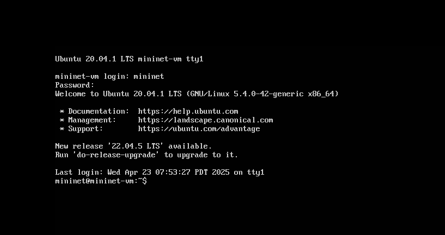 Ubuntu 20.04.1 LTS mininet-vm tty1
mininet-vm login: mininet
Password:
Welcome to Ubuntu 20.04.1 LTS (GNU/Linux 5.4.0-42-generic x86_64)
* Documentation: https://help.ubuntu.com
* Management: https://landscape.canonical.com
* Support: https://ubuntu.com/advantage
New release '22.04.5 LTS' available.
Run 'do-release-upgrade' to upgrade to it.
Last login: Wed Apr 23 07:53:27 PDT 2025 on tty1
mininet@mininet-vm:~$